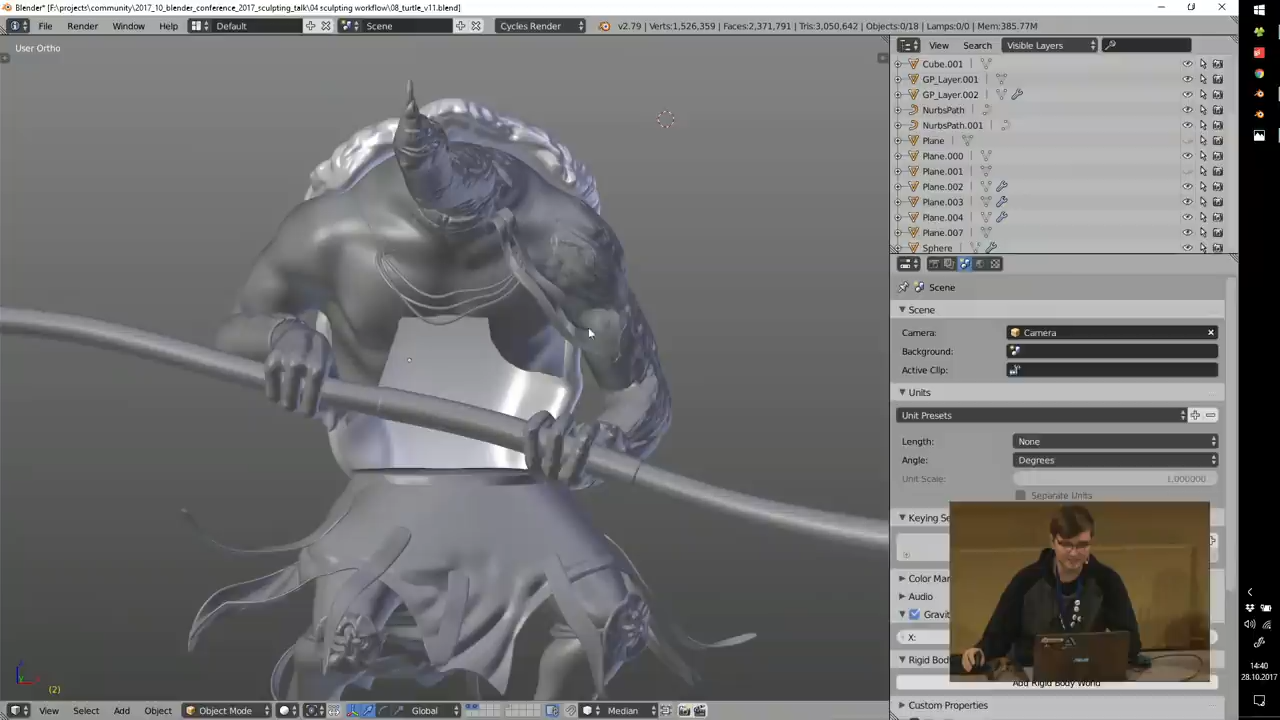 Blender* [F:\projects\community\2017_10_blender_conference_2017_sculpting_talk\04 sculpting workflow\08_turtle_v11.blend]
File Render Window Help Default Scene Cycles Render v2.79 | Verts:1,526,359 | Faces:2,371,791 | Tris:3,050,642 | Objects:0/18 | Lamps:0/0 | Mem:385.77M
User Ortho
View Search Visible Layers
Cube.001
GP_Layer.001
GP_Layer.002
NurbsPath
NurbsPath.001
Plane
Plane.000
Plane.001
Plane.002
Plane.003
Plane.004
Plane.007
Sphere
Scene
Scene
Camera: Camera
Background:
Active Clip:
Units
Unit Presets
Length: None
Angle: Degrees
Unit Scale: 1.000000
Separate Units
Keying Se
Color Mar
Audio
Gravit
X:
Rigid Bod
Add Rigid Body World
Custom Properties
(2)
View Select Add Object Object Mode Global Median
14:40
28.10.2017